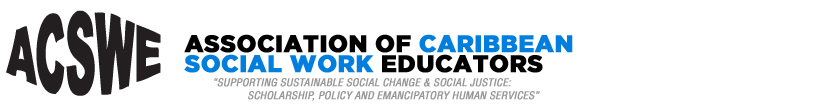 ACSWE
ASSOCIATION OF CARIBBEAN
SOCIAL WORK EDUCATORS
"SUPPORTING SUSTAINABLE SOCIAL CHANGE & SOCIAL JUSTICE:
SCHOLARSHIP, POLICY AND EMANCIPATORY HUMAN SERVICES"